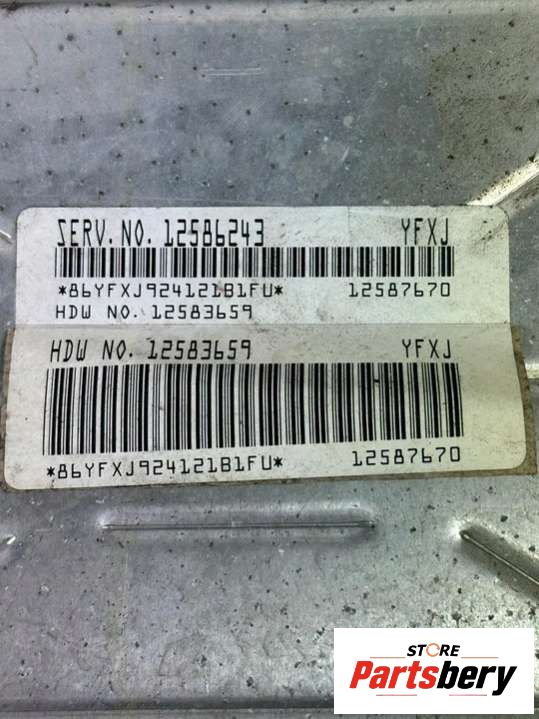 SERV. NO. 12586243 YFXJ
*86YFXJ924121B1FU* 12587670
HDW NO. 12583659
HDW NO. 12583659 YFXJ
*86YFXJ924121B1FU* 12587670
STORE
Partsbery